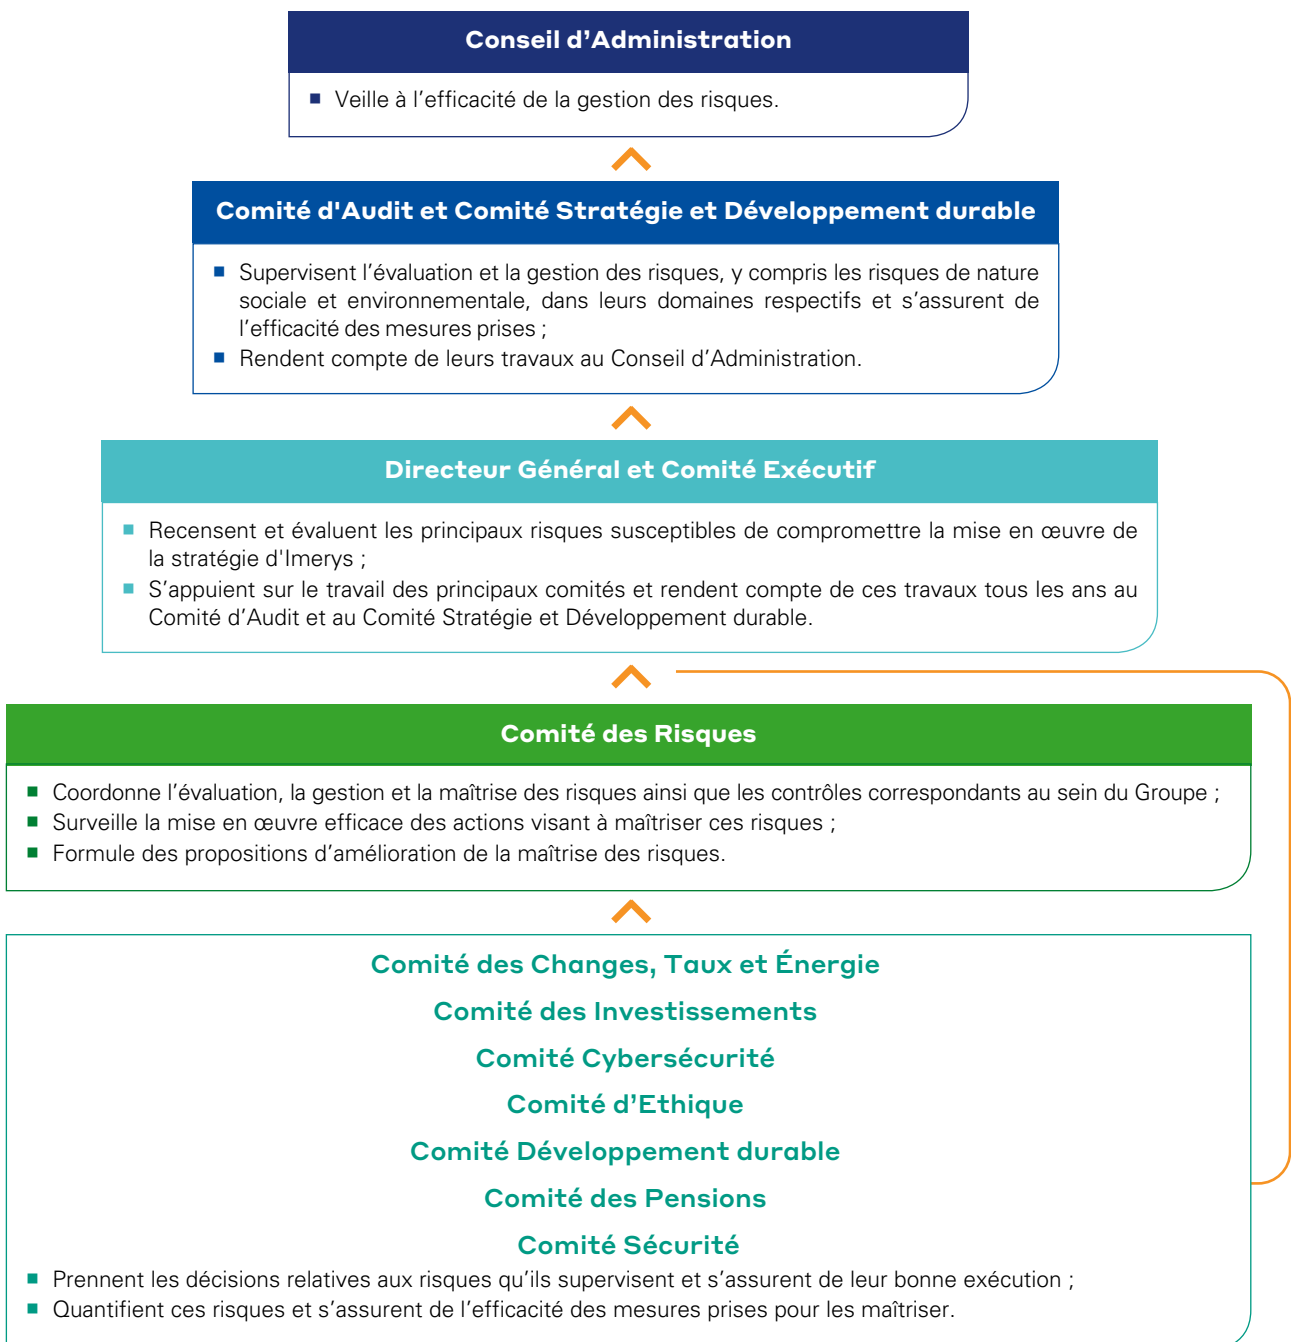 Conseil d’Administration
▪ Veille à l’efficacité de la gestion des risques.
Comité d'Audit et Comité Stratégie et Développement durable
▪ Supervisent l’évaluation et la gestion des risques, y compris les risques de nature
sociale et environnementale, dans leurs domaines respectifs et s’assurent de
l’efficacité des mesures prises ;
▪ Rendent compte de leurs travaux au Conseil d’Administration.
Directeur Général et Comité Exécutif
▪ Recensent et évaluent les principaux risques susceptibles de compromettre la mise en œuvre de
la stratégie d'Imerys ;
▪ S’appuient sur le travail des principaux comités et rendent compte de ces travaux tous les ans au
Comité d’Audit et au Comité Stratégie et Développement durable.
Comité des Risques
▪ Coordonne l’évaluation, la gestion et la maîtrise des risques ainsi que les contrôles correspondants au sein du Groupe ;
▪ Surveille la mise en œuvre efficace des actions visant à maîtriser ces risques ;
▪ Formule des propositions d’amélioration de la maîtrise des risques.
Comité des Changes, Taux et Énergie
Comité des Investissements
Comité Cybersécurité
Comité d’Ethique
Comité Développement durable
Comité des Pensions
Comité Sécurité
▪ Prennent les décisions relatives aux risques qu’ils supervisent et s’assurent de leur bonne exécution ;
▪ Quantifient ces risques et s’assurent de l’efficacité des mesures prises pour les maîtriser.